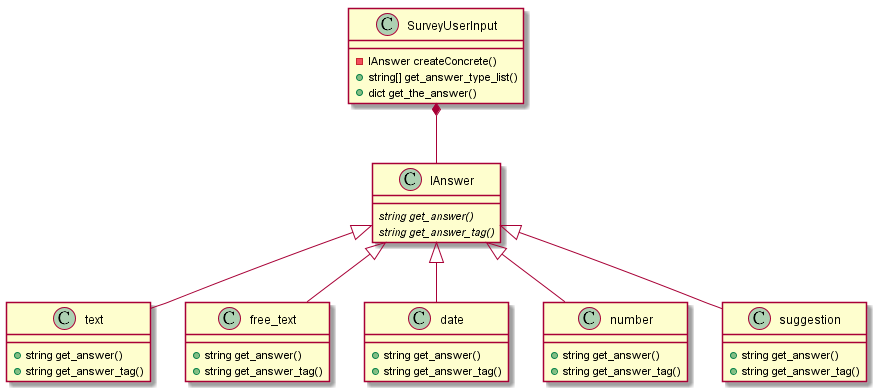 C SurveyUserInput
IAnswer createConcrete()
string[] get_answer_type_list()
dict get_the_answer()
C IAnswer
string get_answer()
string get_answer_tag()
C text
string get_answer()
string get_answer_tag()
C free_text
string get_answer()
string get_answer_tag()
C date
string get_answer()
string get_answer_tag()
C number
string get_answer()
string get_answer_tag()
C suggestion
string get_answer()
string get_answer_tag()